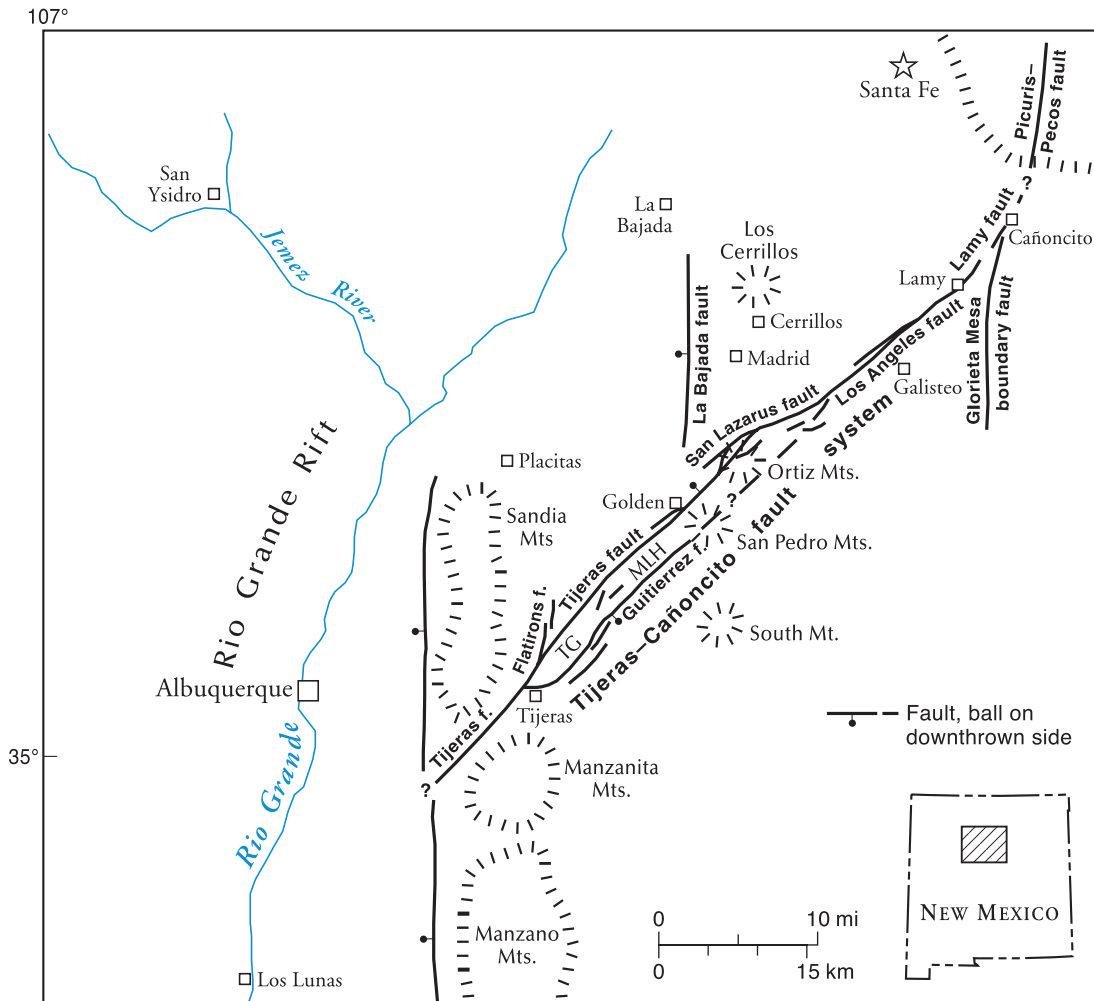 107°
Santa Fe
Picuris–
Pecos fault
San
Ysidro
La
Bajada
Los
Cerrillos
?
Lamy fault
Cañoncito
Jemez
River
Lamy
Cerrillos
Madrid
La Bajada fault
Los Angeles fault
Galisteo
Glorieta Mesa
boundary fault
San Lazarus fault
system
Rio Grande Rift
Placitas
Ortiz Mts.
Golden
?
Sandia
Mts
fault
San Pedro Mts.
Tijeras fault
MLH
Guitierrez f.
Flatirons f.
TG
Tijeras–Cañoncito
South Mt.
Albuquerque
Tijeras
Tijeras f.
Fault, ball on
downthrown side
35°
?
Manzanita
Mts.
Rio Grande
NEW MEXICO
0
10 mi
0
15 km
Manzano
Mts.
Los Lunas